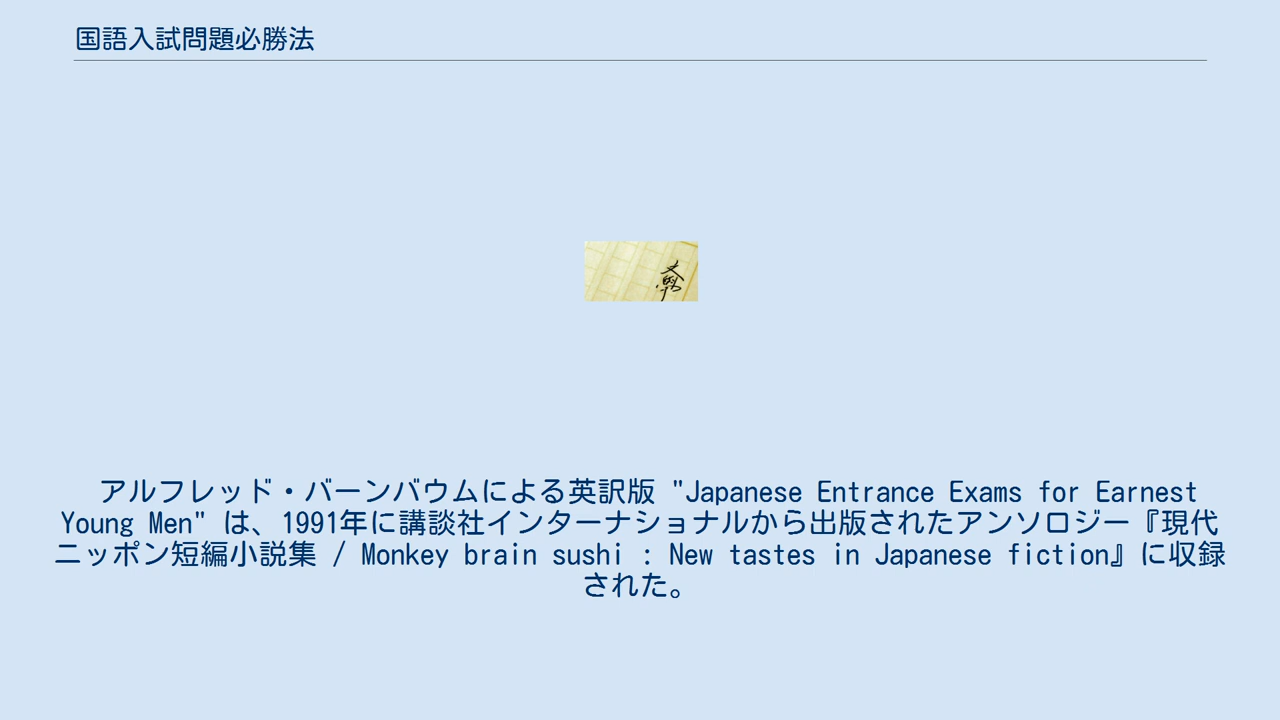 国語入試問題必勝法
アルフレッド・バーンバウムによる英訳版 "Japanese Entrance Exams for Earnest
Young Men" は、1991年に講談社インターナショナルから出版されたアンソロジー『現代
ニッポン短編小説集 / Monkey brain sushi : New tastes in Japanese fiction』に収録
された。